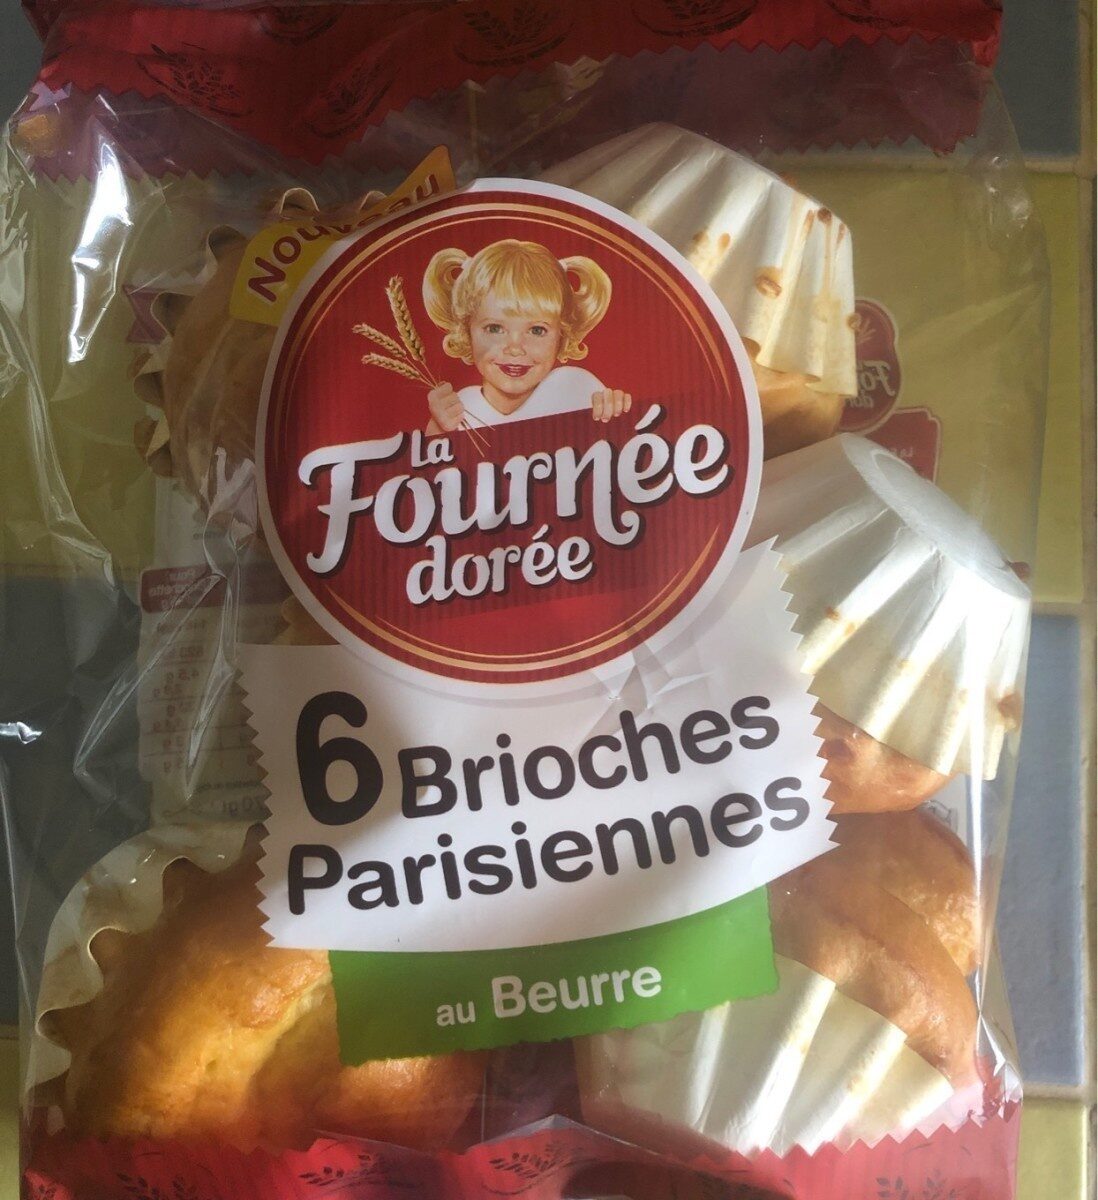 Nouveau
la
Fournée
dorée
6 Brioches
Parisiennes
au Beurre